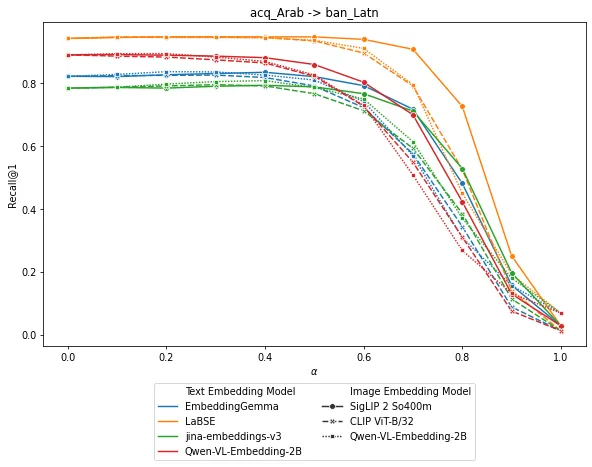 acq_Arab -> ban_Latn
Recall@1
0.8
0.6
0.4
0.2
0.0
0.0 0.2 0.4 0.6 0.8 1.0
α
Text Embedding Model Image Embedding Model
EmbeddingGemma SigLIP 2 So400m
LaBSE CLIP ViT-B/32
jina-embeddings-v3 Qwen-VL-Embedding-2B
Qwen-VL-Embedding-2B